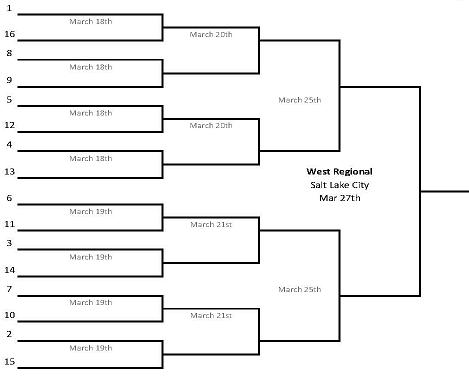 1
March 18th
16
March 20th
8
March 18th
9
March 25th
5
March 18th
12
March 20th
4
March 18th
13
West Regional
Salt Lake City
Mar 27th
6
March 19th
11
March 21st
3
March 19th
14
March 25th
7
March 19th
10
March 21st
2
March 19th
15